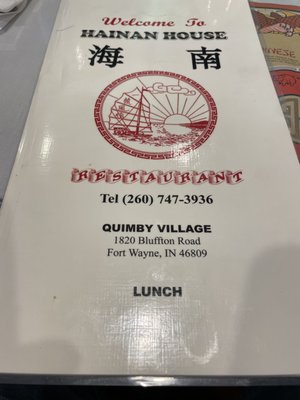 Welcome To
HAINAN HOUSE
海 南
RESTAURANT
Tel (260) 747-3936
QUIMBY VILLAGE
1820 Bluffton Road
Fort Wayne, IN 46809
LUNCH